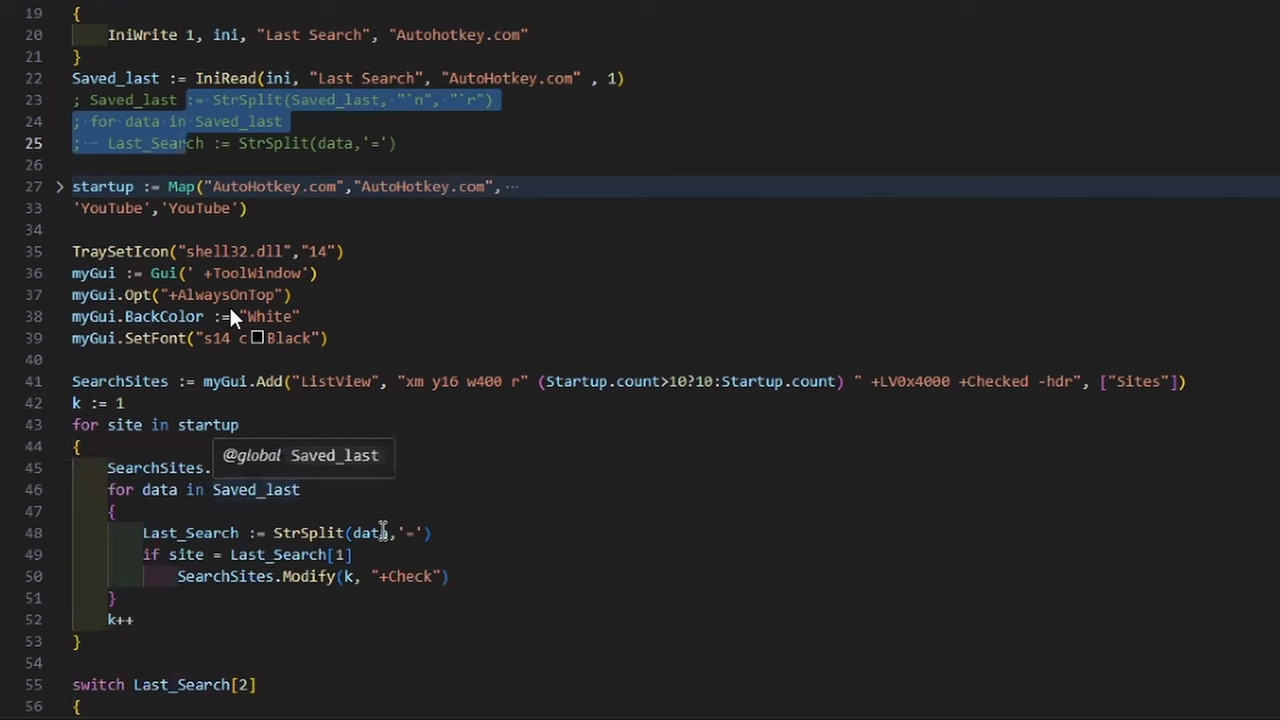 19 {
20 IniWrite 1, ini, "Last Search", "Autohotkey.com"
21 }
22 Saved_last := IniRead(ini, "Last Search", "AutoHotkey.com" , 1)
23 ; Saved_last := StrSplit(Saved_last, "`n", "`r")
24 ; for data in Saved_last
25 ; Last_Search := StrSplit(data,'=')
26
27 startup := Map("AutoHotkey.com","AutoHotkey.com", ...
33 'YouTube','YouTube')
34
35 TraySetIcon("shell32.dll","14")
36 myGui := Gui(' +ToolWindow')
37 myGui.Opt("+AlwaysOnTop")
38 myGui.BackColor := "White"
39 myGui.SetFont("s14 c Black")
40
41 SearchSites := myGui.Add("ListView", "xm y16 w400 r" (Startup.count>10?10:Startup.count) " +LV0x4000 +Checked -hdr", ["Sites"])
42 k := 1
43 for site in startup
44 {
@global Saved_last
45 SearchSites.
46 for data in Saved_last
47 {
48 Last_Search := StrSplit(data,'=')
49 if site = Last_Search[1]
50 SearchSites.Modify(k, "+Check")
51 }
52 k++
53 }
54
55 switch Last_Search[2]
56 {